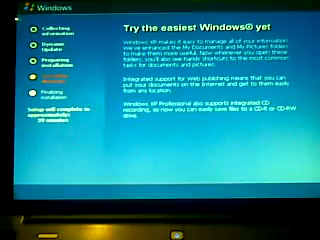 Windows
Collecting
information
Dynamic
Update
Preparing
installation
Installing
Windows
Finalizing
installation
Setup will complete in
approximately:
39 minutes
Try the easiest Windows® yet
Windows XP makes it easy to manage all of your information.
We've enhanced the My Documents and My Pictures folders
to make them more useful. Now whenever you open these
folders, you'll also see handy shortcuts to the most common
tasks for documents and pictures.
Integrated support for Web publishing means that you can
put your documents on the Internet and get to them easily
from any location.
Windows XP Professional also supports integrated CD
recording, so now you can easily save files to a CD-R or CD-RW
drive.